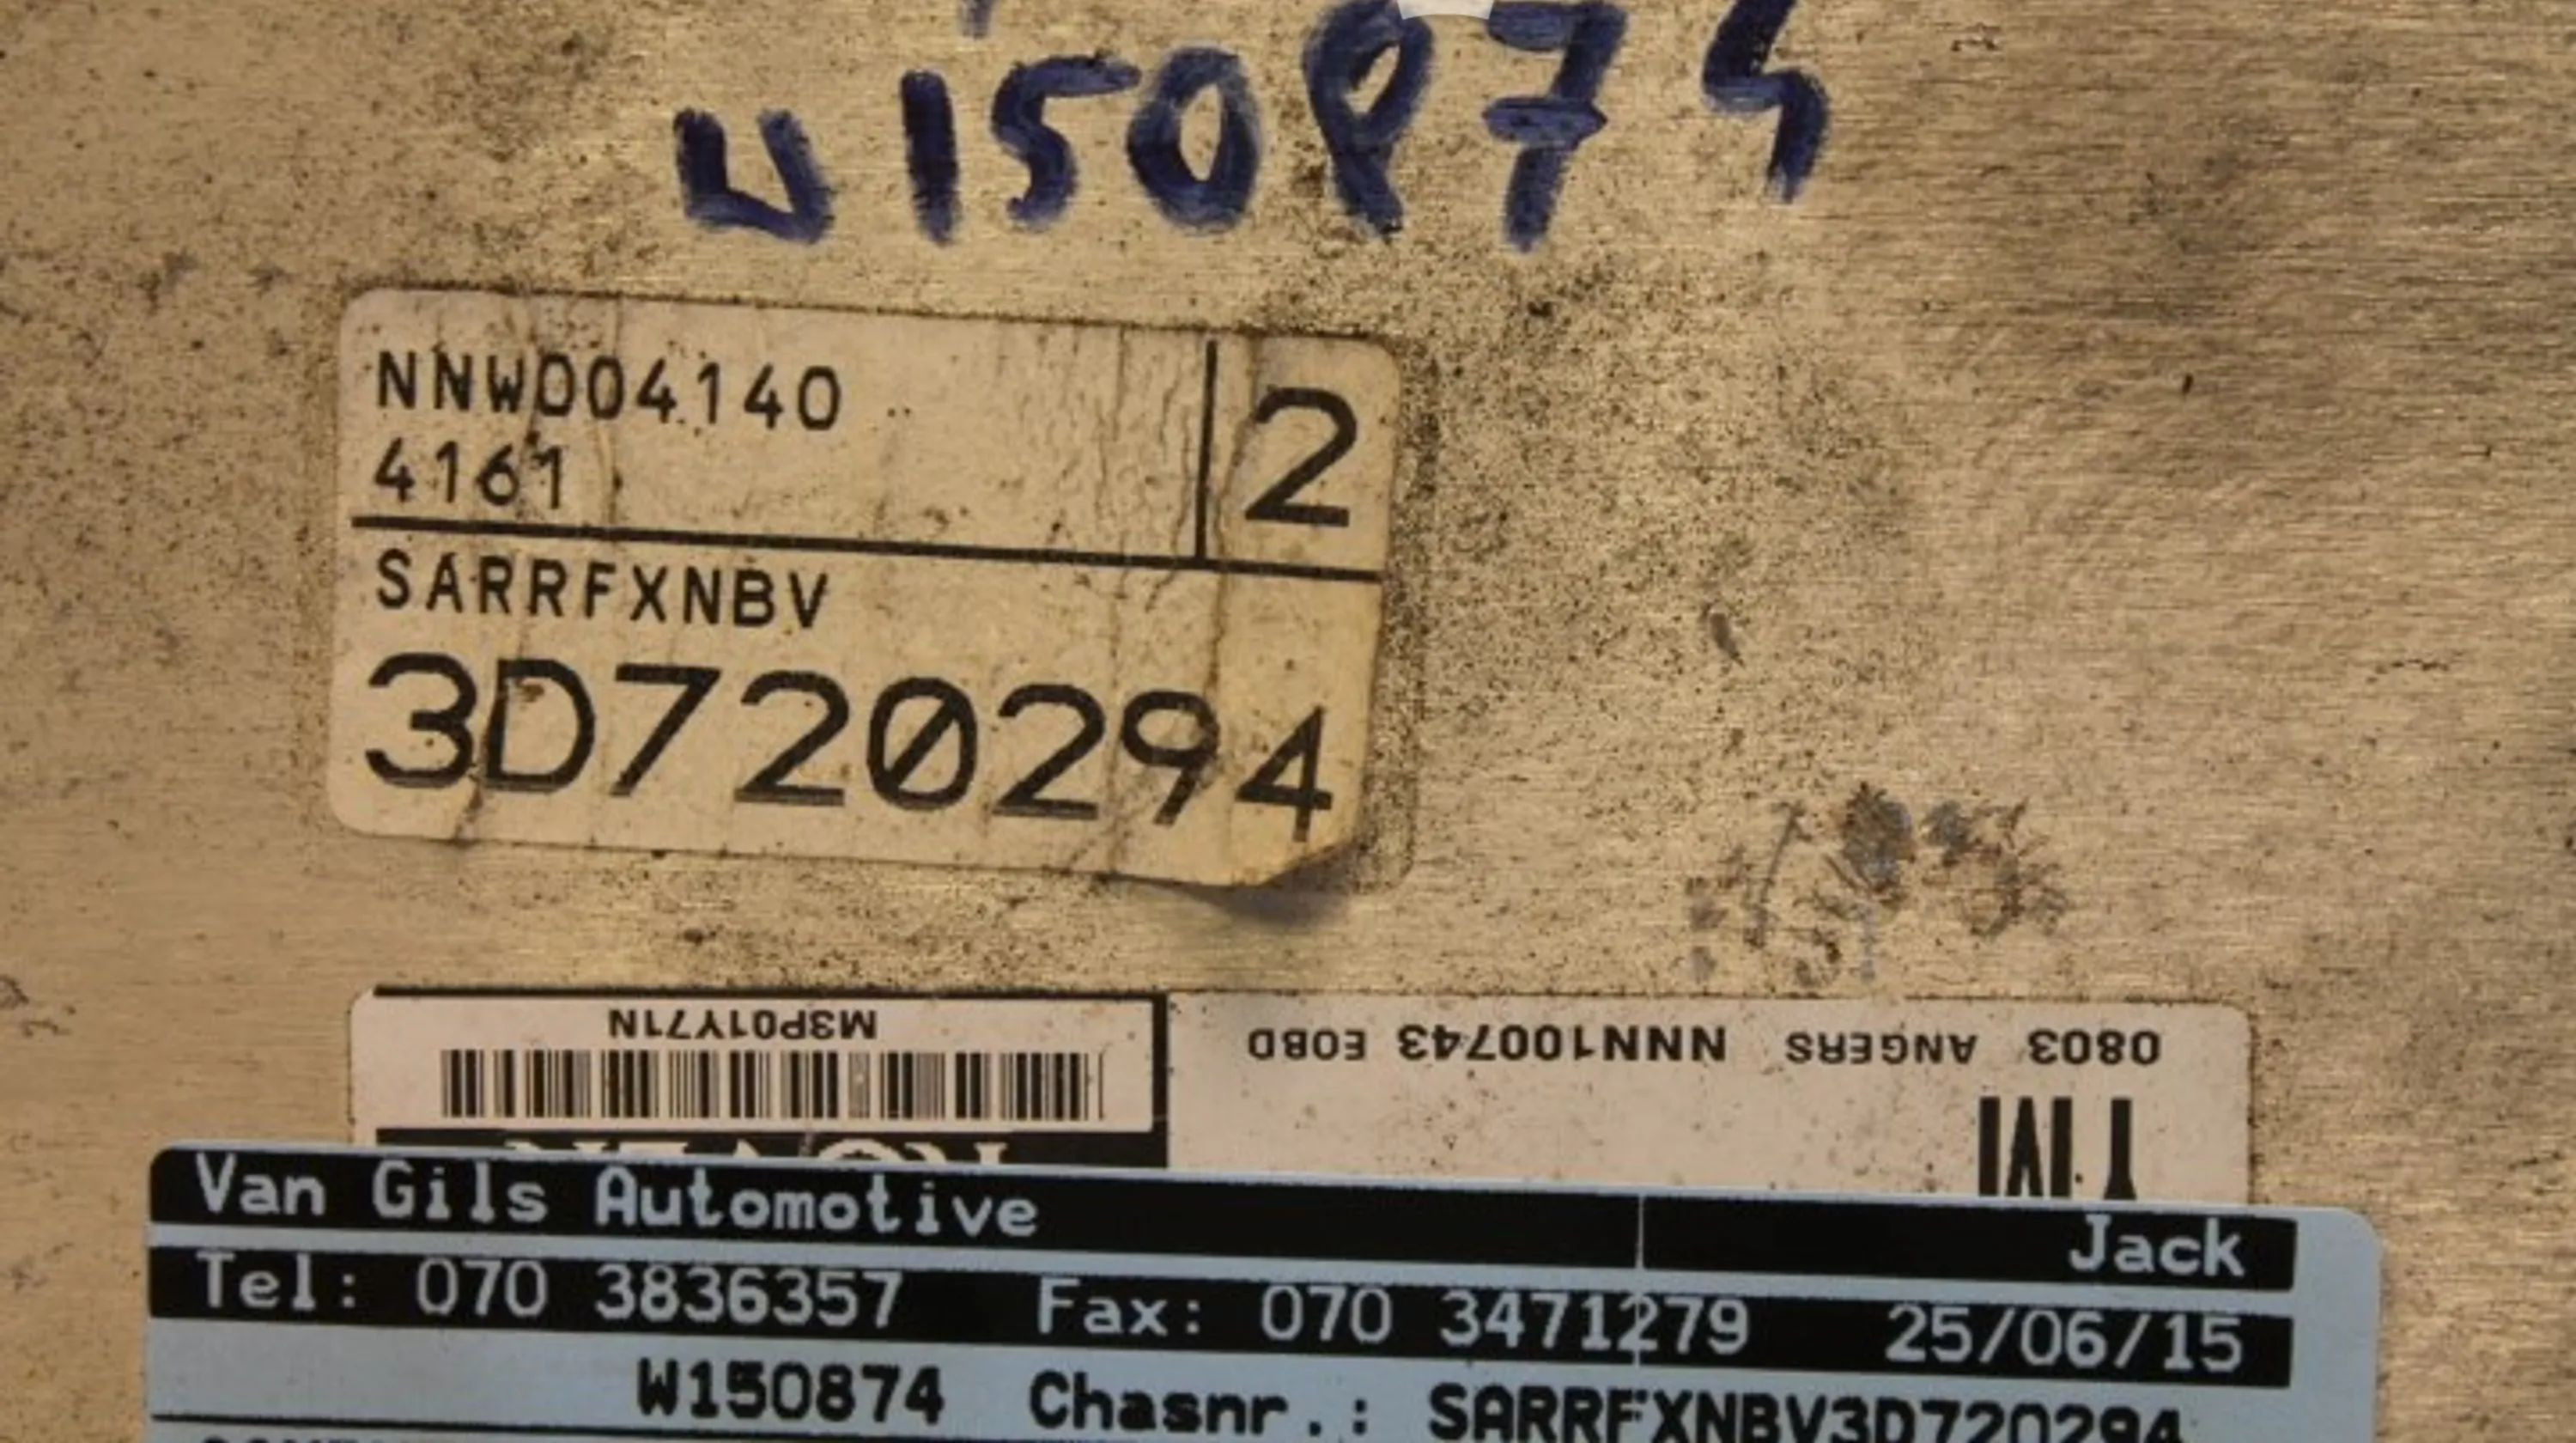 W150874
NNW004140
4161
2
SARRFXNBV
3D720294
M3P01Y71N
0803 ANGERS NNN100743 EOBD
Van Gils Automotive Jack
Tel: 070 3836357 Fax: 070 3471279 25/06/15
W150874 Chasnr.: SARRFXNBV3D720294